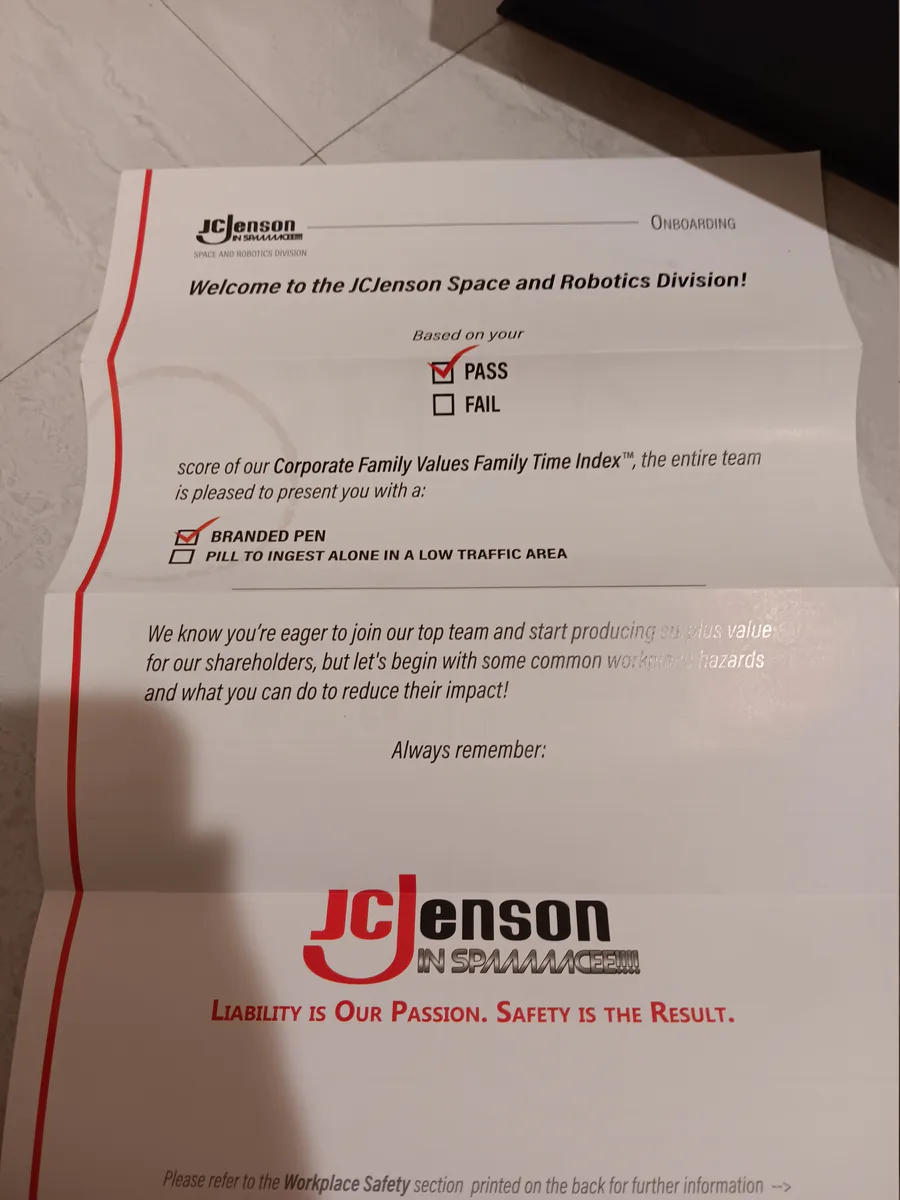 JCJenson
IN SPAAAAACEE!!!!
SPACE AND ROBOTICS DIVISION
ONBOARDING
Welcome to the JCJenson Space and Robotics Division!
Based on your
PASS
FAIL
score of our Corporate Family Values Family Time Index™, the entire team
is pleased to present you with a:
BRANDED PEN
PILL TO INGEST ALONE IN A LOW TRAFFIC AREA
We know you're eager to join our top team and start producing surplus value
for our shareholders, but let's begin with some common workplace hazards
and what you can do to reduce their impact!
Always remember:
JCJenson
IN SPAAAAACEE!!!!
LIABILITY IS OUR PASSION. SAFETY IS THE RESULT.
Please refer to the Workplace Safety section printed on the back for further information -->